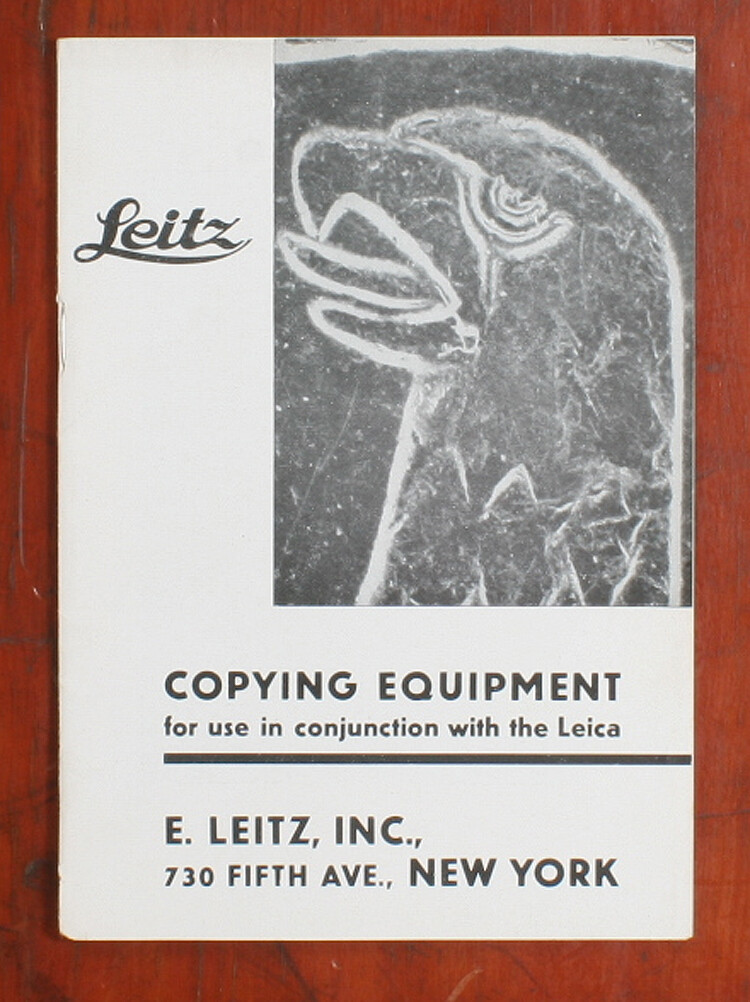 Leitz
COPYING EQUIPMENT
for use in conjunction with the Leica
E. LEITZ, INC.,
730 FIFTH AVE., NEW YORK